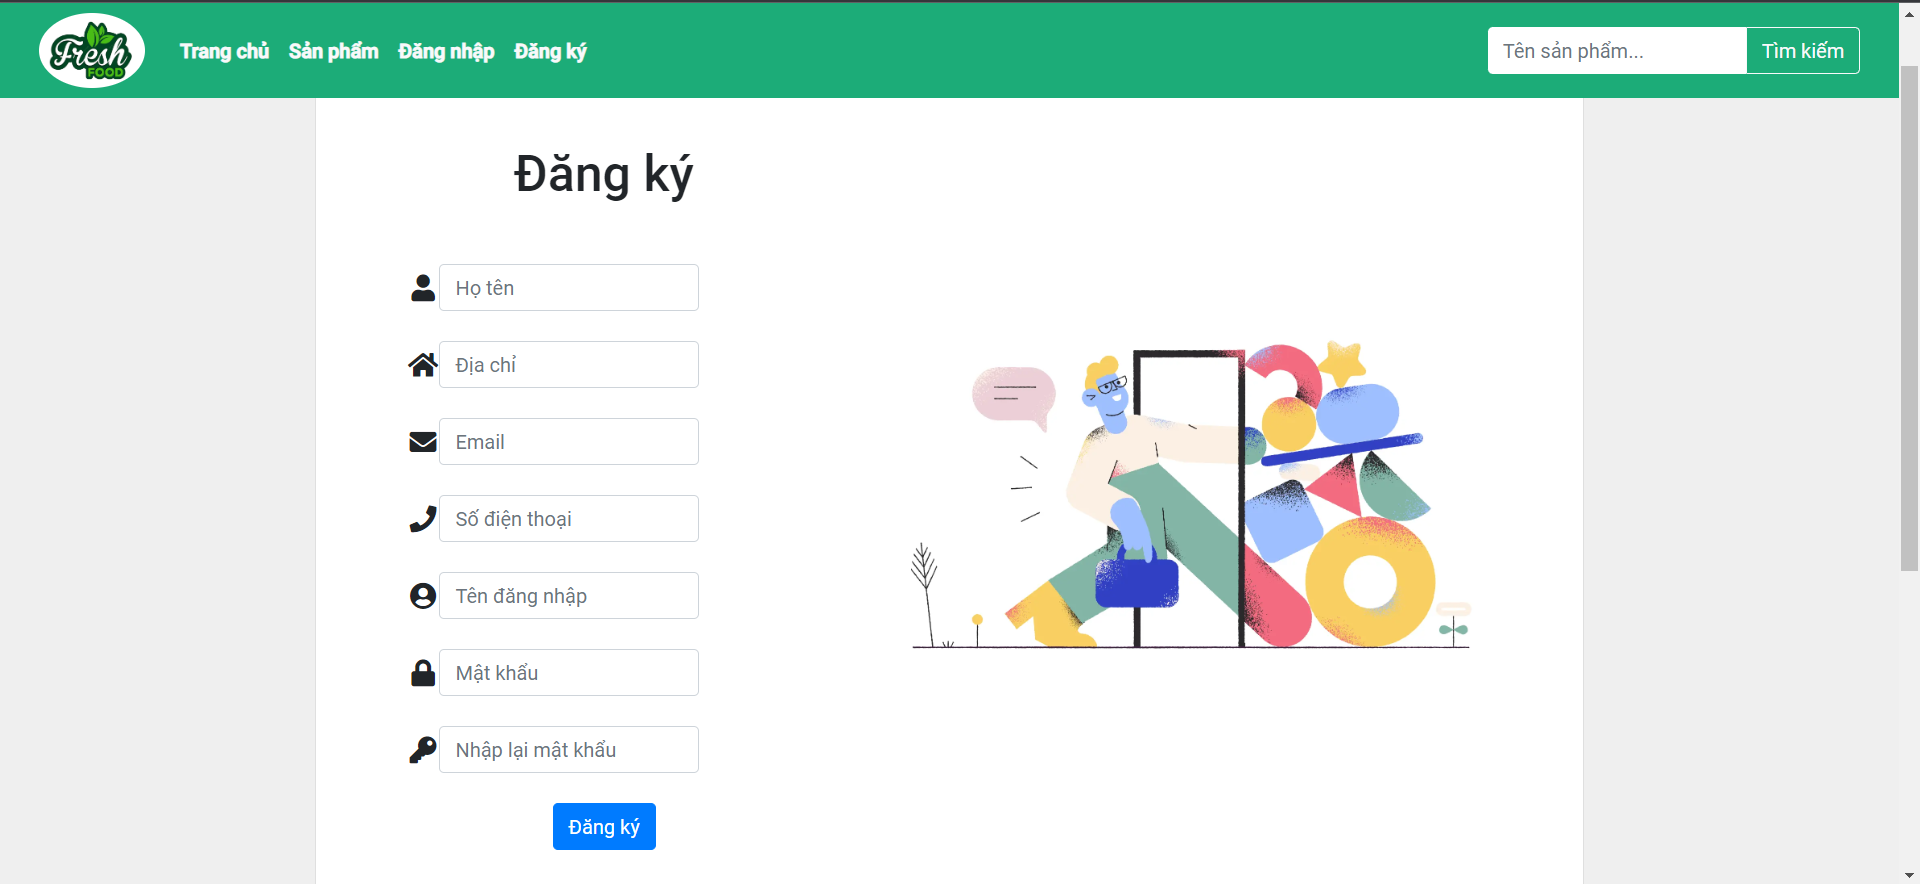 Fresh
FOOD
Trang chủ Sản phẩm Đăng nhập Đăng ký
Tên sản phẩm... Tìm kiếm
Đăng ký
Họ tên
Địa chỉ
Email
Số điện thoại
Tên đăng nhập
Mật khẩu
Nhập lại mật khẩu
Đăng ký